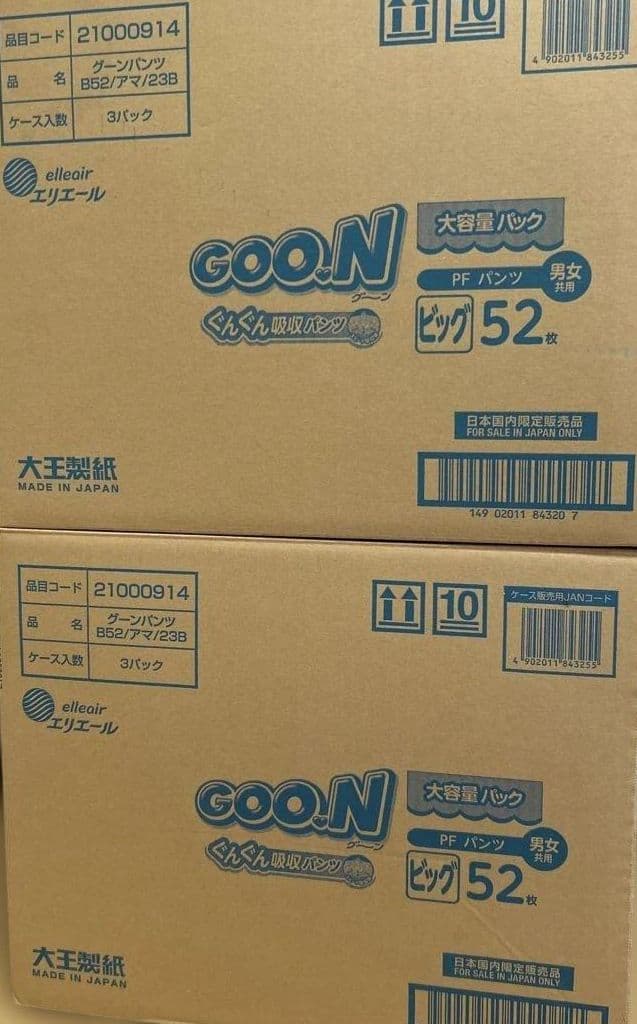 品目コード 21000914
品 名 グーンパンツ
B52/アマ/23B
ケース入数 3パック
10
4 902011 843255
elleair
エリエール
GOO.N
グーン
ぐんぐん吸収パンツ
大容量パック
PF パンツ
男女
共用
ビッグ 52枚
日本国内限定販売品
FOR SALE IN JAPAN ONLY
大王製紙
MADE IN JAPAN
149 02011 84320 7
品目コード 21000914
品 名 グーンパンツ
B52/アマ/23B
ケース入数 3パック
10
ケース販売用JANコード
4 902011 843255
elleair
エリエール
GOO.N
グーン
ぐんぐん吸収パンツ
大容量パック
PF パンツ
男女
共用
ビッグ 52枚
日本国内限定販売品
FOR SALE IN JAPAN ONLY
大王製紙
MADE IN JAPAN